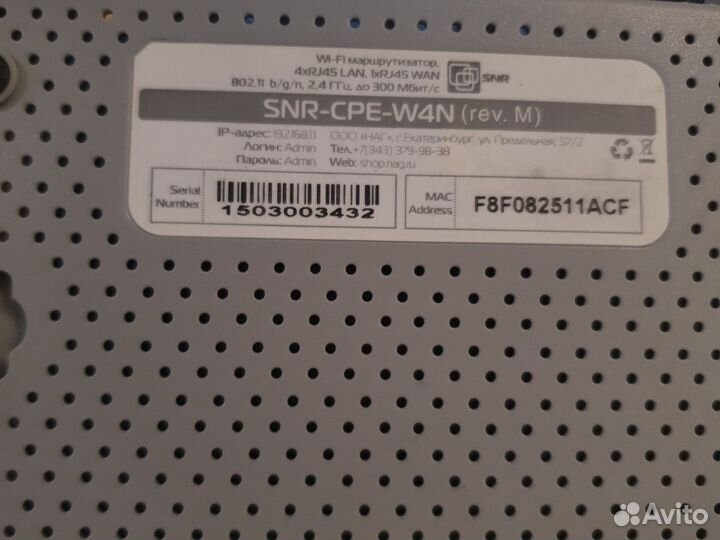 Wi-Fi маршрутизатор,
4xRJ45 LAN, 1xRJ45 WAN
802.11 b/g/n, 2,4 ГГц, до 300 Мбит/с
SNR
SNR-CPE-W4N (rev. M)
IP-адрес: 192.168.1.1 ООО «НАГ», г.Екатеринбург, ул. Предельная, 57/2
Логин: Admin Тел.+7(343) 379-98-38
Пароль: Admin Web: shop.nag.ru
Serial Number 1503003432
MAC Address F8F082511ACF
Avito